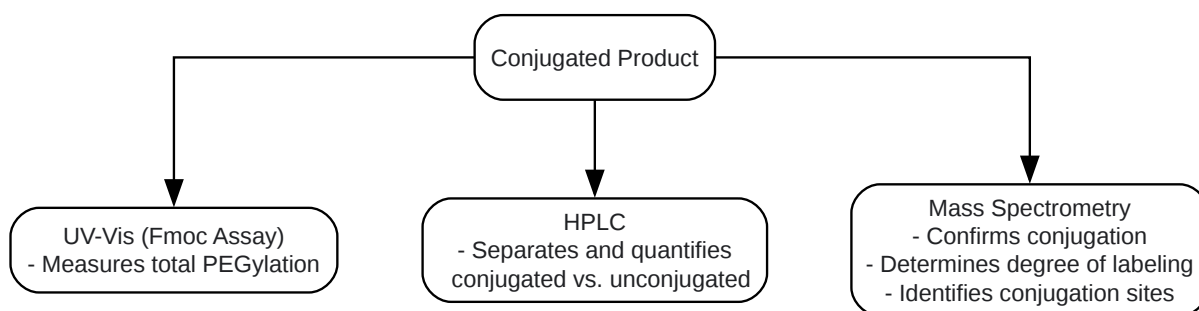 Conjugated Product
UV-Vis (Fmoc Assay)
- Measures total PEGylation
HPLC
- Separates and quantifies
conjugated vs. unconjugated
Mass Spectrometry
- Confirms conjugation
- Determines degree of labeling
- Identifies conjugation sites